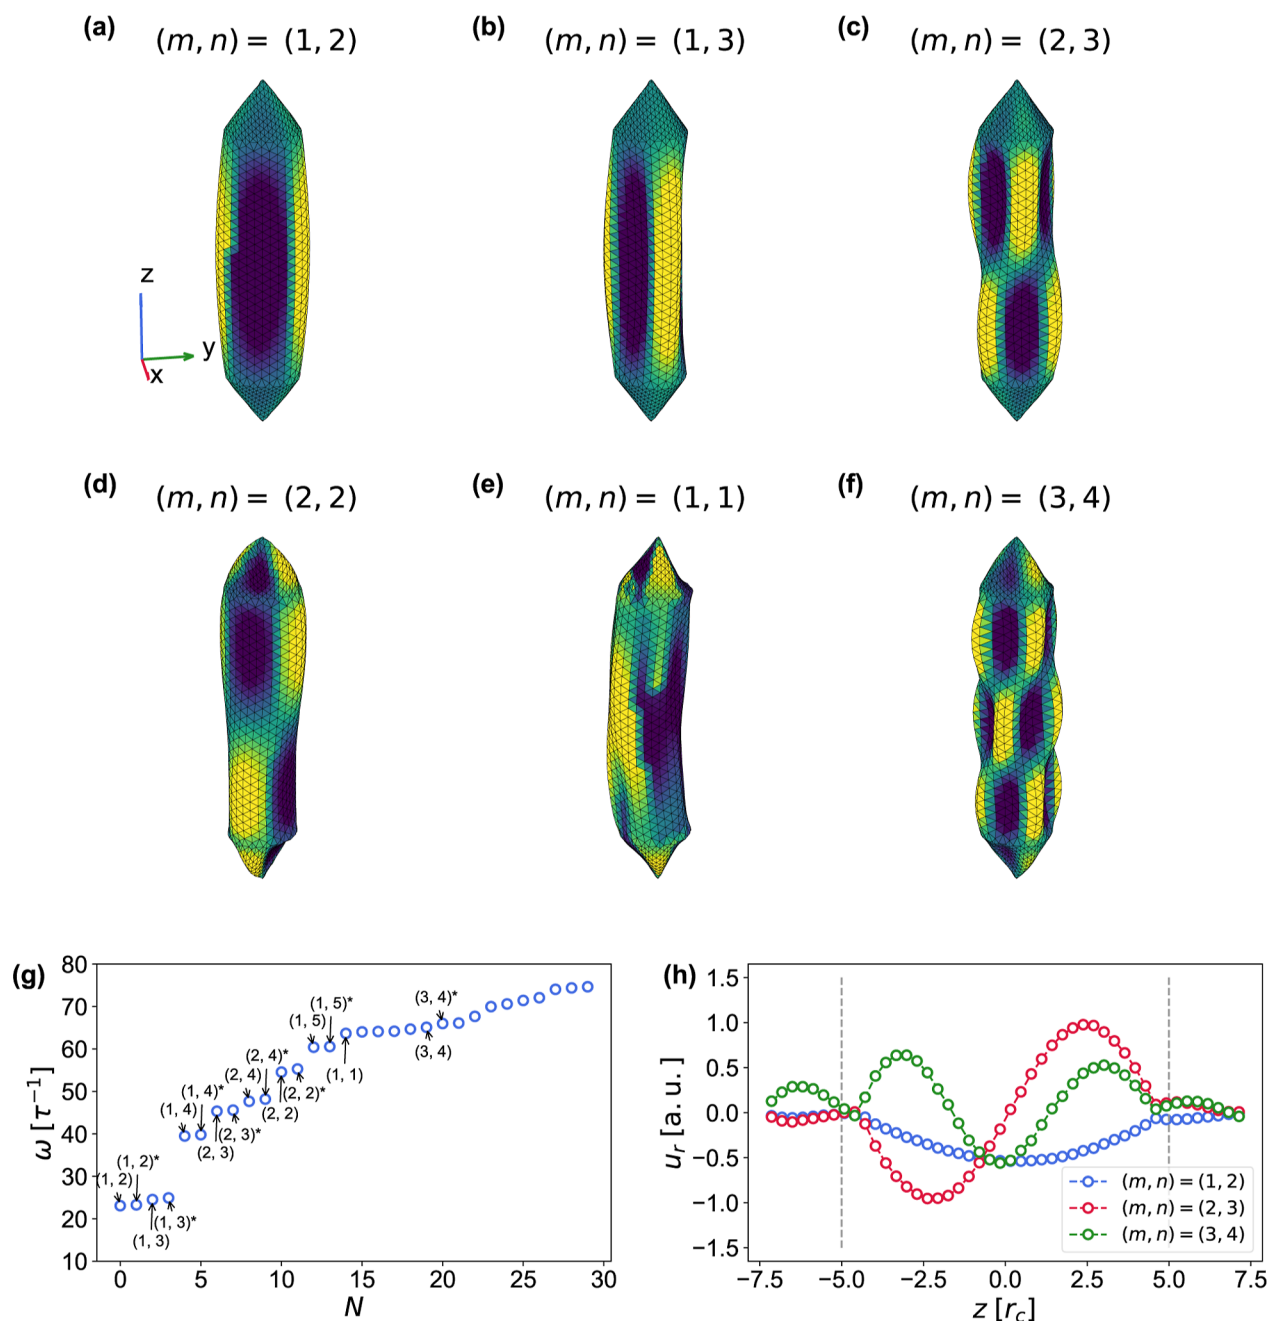 (a) (m, n) = (1, 2)
(b) (m, n) = (1, 3)
(c) (m, n) = (2, 3)
z
y
x
(d) (m, n) = (2, 2)
(e) (m, n) = (1, 1)
(f) (m, n) = (3, 4)
(g)
80
70
60
50
40
30
20
10
ω [τ⁻¹]
(1, 2)
(1, 2)*
(1, 3)
(1, 3)*
(1, 4)
(1, 4)*
(2, 3)
(2, 3)*
(2, 4)
(2, 4)*
(2, 2)
(2, 2)*
(1, 5)
(1, 5)*
(1, 1)
(3, 4)
(3, 4)*
0 5 10 15 20 25 30
N
(h)
1.5
1.0
0.5
0.0
−0.5
−1.0
−1.5
u_r [a. u.]
(m, n) = (1, 2)
(m, n) = (2, 3)
(m, n) = (3, 4)
−7.5 −5.0 −2.5 0.0 2.5 5.0 7.5
z [r_c]